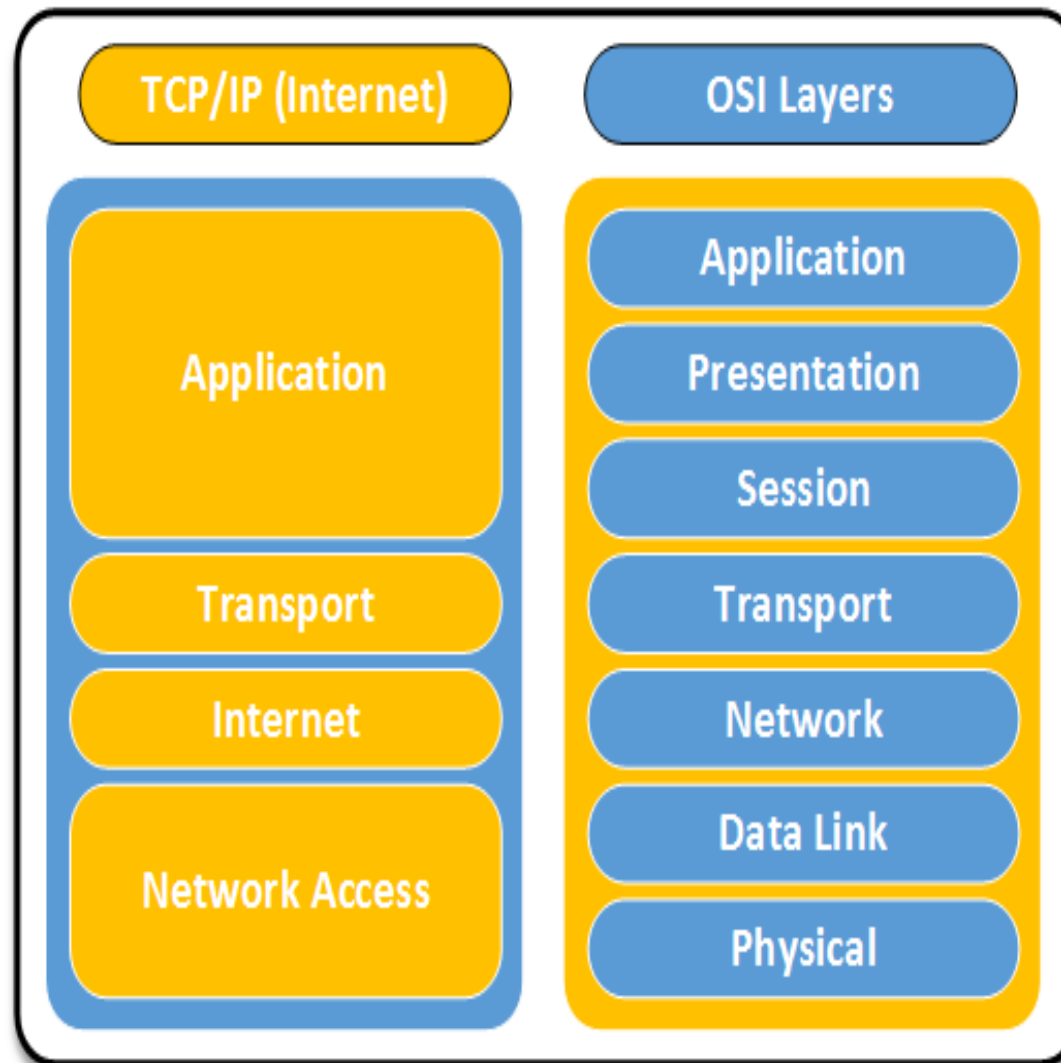 TCP/IP (Internet)
Application
Transport
Internet
Network Access
OSI Layers
Application
Presentation
Session
Transport
Network
Data Link
Physical